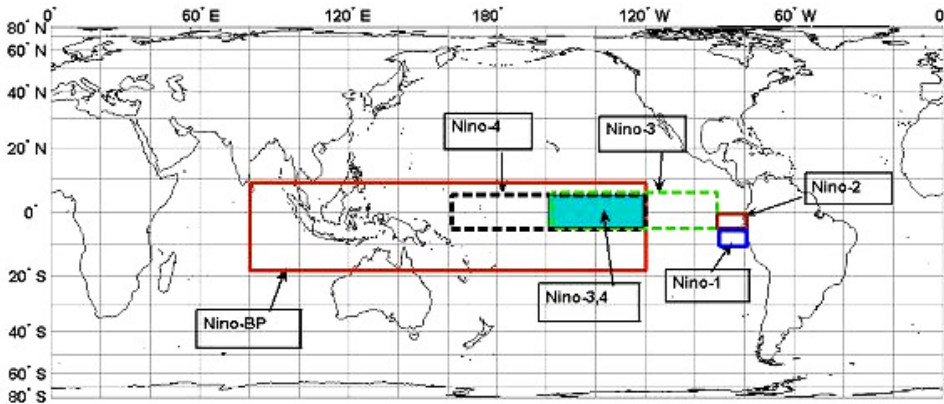 0° 60° E 120° E 180° 120° W 60° W 0
80° N
60° N
40° N
20° N
0°
20° S
40° S
60° S
80° S
Nino-4
Nino-3
Nino-2
Nino-1
Nino-3,4
Nino-BP